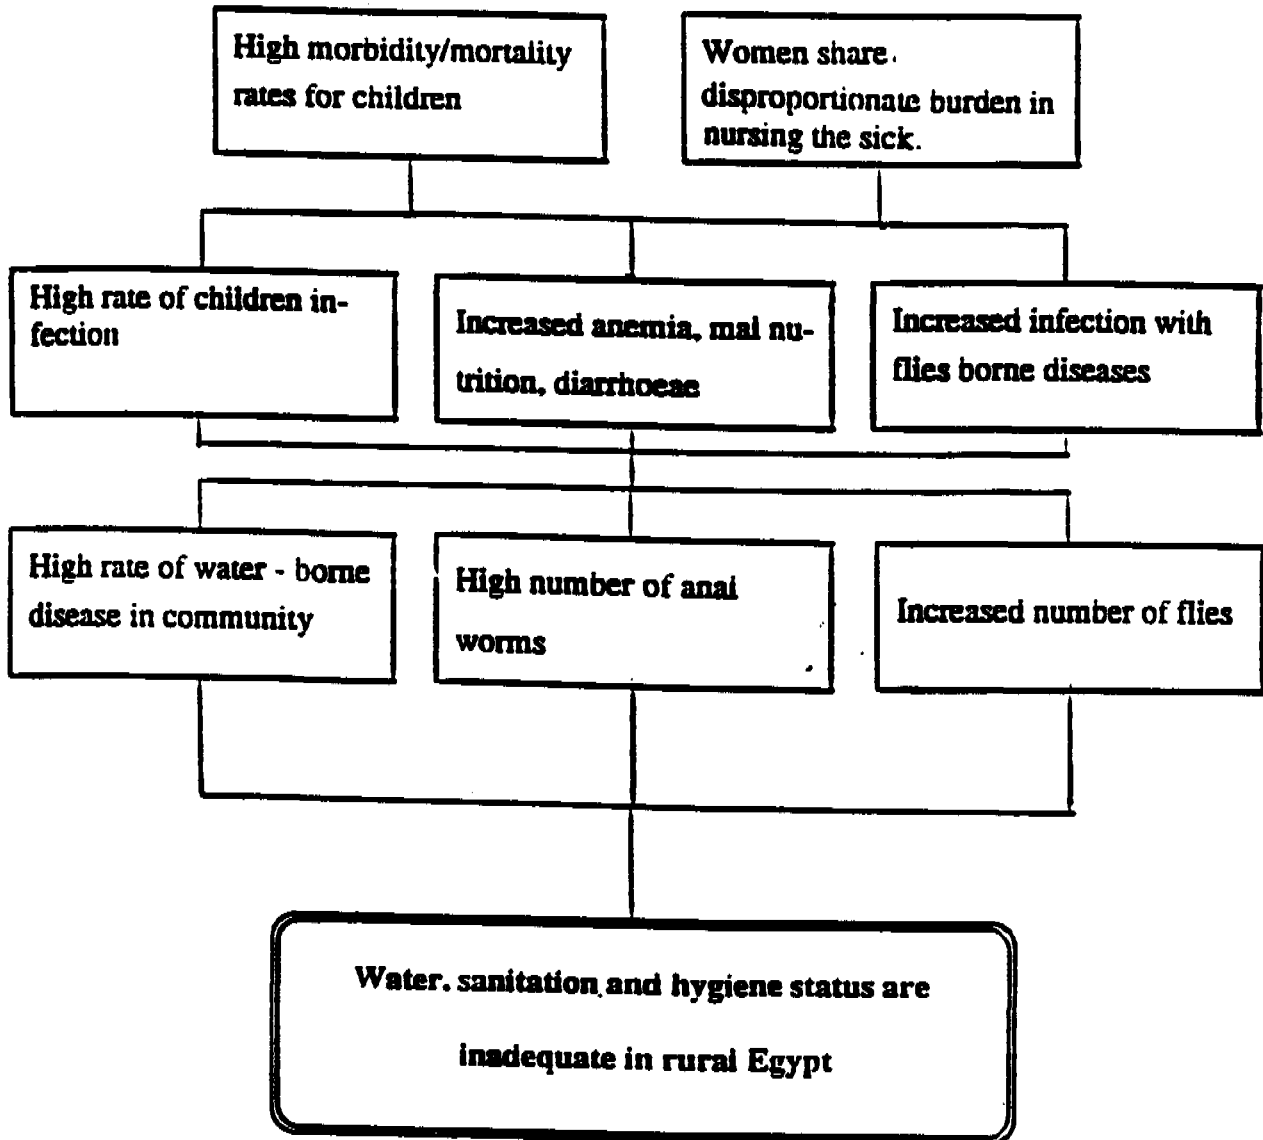 High morbidity/mortality
rates for children
Women share
disproportionate burden in
nursing the sick.
High rate of children in-
fection
Increased anemia, mal nu-
trition, diarrhoeae
Increased infection with
flies borne diseases
High rate of water - borne
disease in community
High number of anal
worms
Increased number of flies
Water, sanitation and hygiene status are
inadequate in rural Egypt